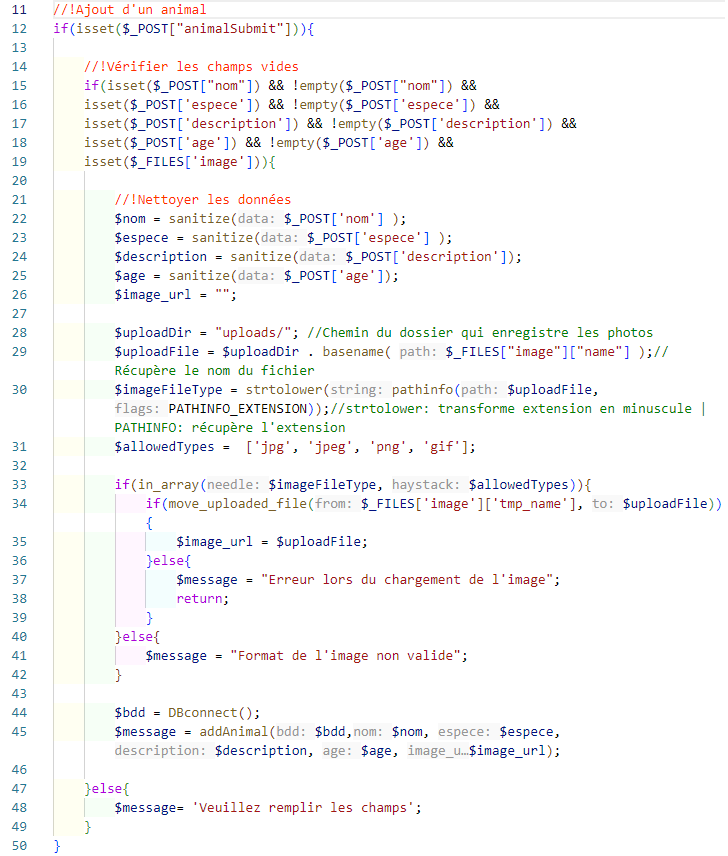 11 //!Ajout d'un animal
12 if(isset($_POST["animalSubmit"])){
13
14 //!Vérifier les champs vides
15 if(isset($_POST["nom"]) && !empty($_POST["nom"]) &&
16 isset($_POST['espece']) && !empty($_POST['espece']) &&
17 isset($_POST['description']) && !empty($_POST['description']) &&
18 isset($_POST['age']) && !empty($_POST['age']) &&
19 isset($_FILES['image'])){
20
21 //!Nettoyer les données
22 $nom = sanitize(data: $_POST['nom'] );
23 $espece = sanitize(data: $_POST['espece'] );
24 $description = sanitize(data: $_POST['description']);
25 $age = sanitize(data: $_POST['age']);
26 $image_url = "";
27
28 $uploadDir = "uploads/"; //Chemin du dossier qui enregistre les photos
29 $uploadFile = $uploadDir . basename( path: $_FILES["image"]["name"] );//
Récupère le nom du fichier
30 $imageFileType = strtolower(string: pathinfo(path: $uploadFile,
flags: PATHINFO_EXTENSION));//strtolower: transforme extension en minuscule |
PATHINFO: récupère l'extension
31 $allowedTypes =  ['jpg', 'jpeg', 'png', 'gif'];
32
33 if(in_array(needle: $imageFileType, haystack: $allowedTypes)){
34 if(move_uploaded_file(from: $_FILES['image']['tmp_name'], to: $uploadFile))
{
35 $image_url = $uploadFile;
36 }else{
37 $message = "Erreur lors du chargement de l'image";
38 return;
39 }
40 }else{
41 $message = "Format de l'image non valide";
42 }
43
44 $bdd = DBconnect();
45 $message = addAnimal(bdd: $bdd,nom: $nom, espece: $espece,
description: $description, age: $age, image_u…$image_url);
46
47 }else{
48 $message= 'Veuillez remplir les champs';
49 }
50 }